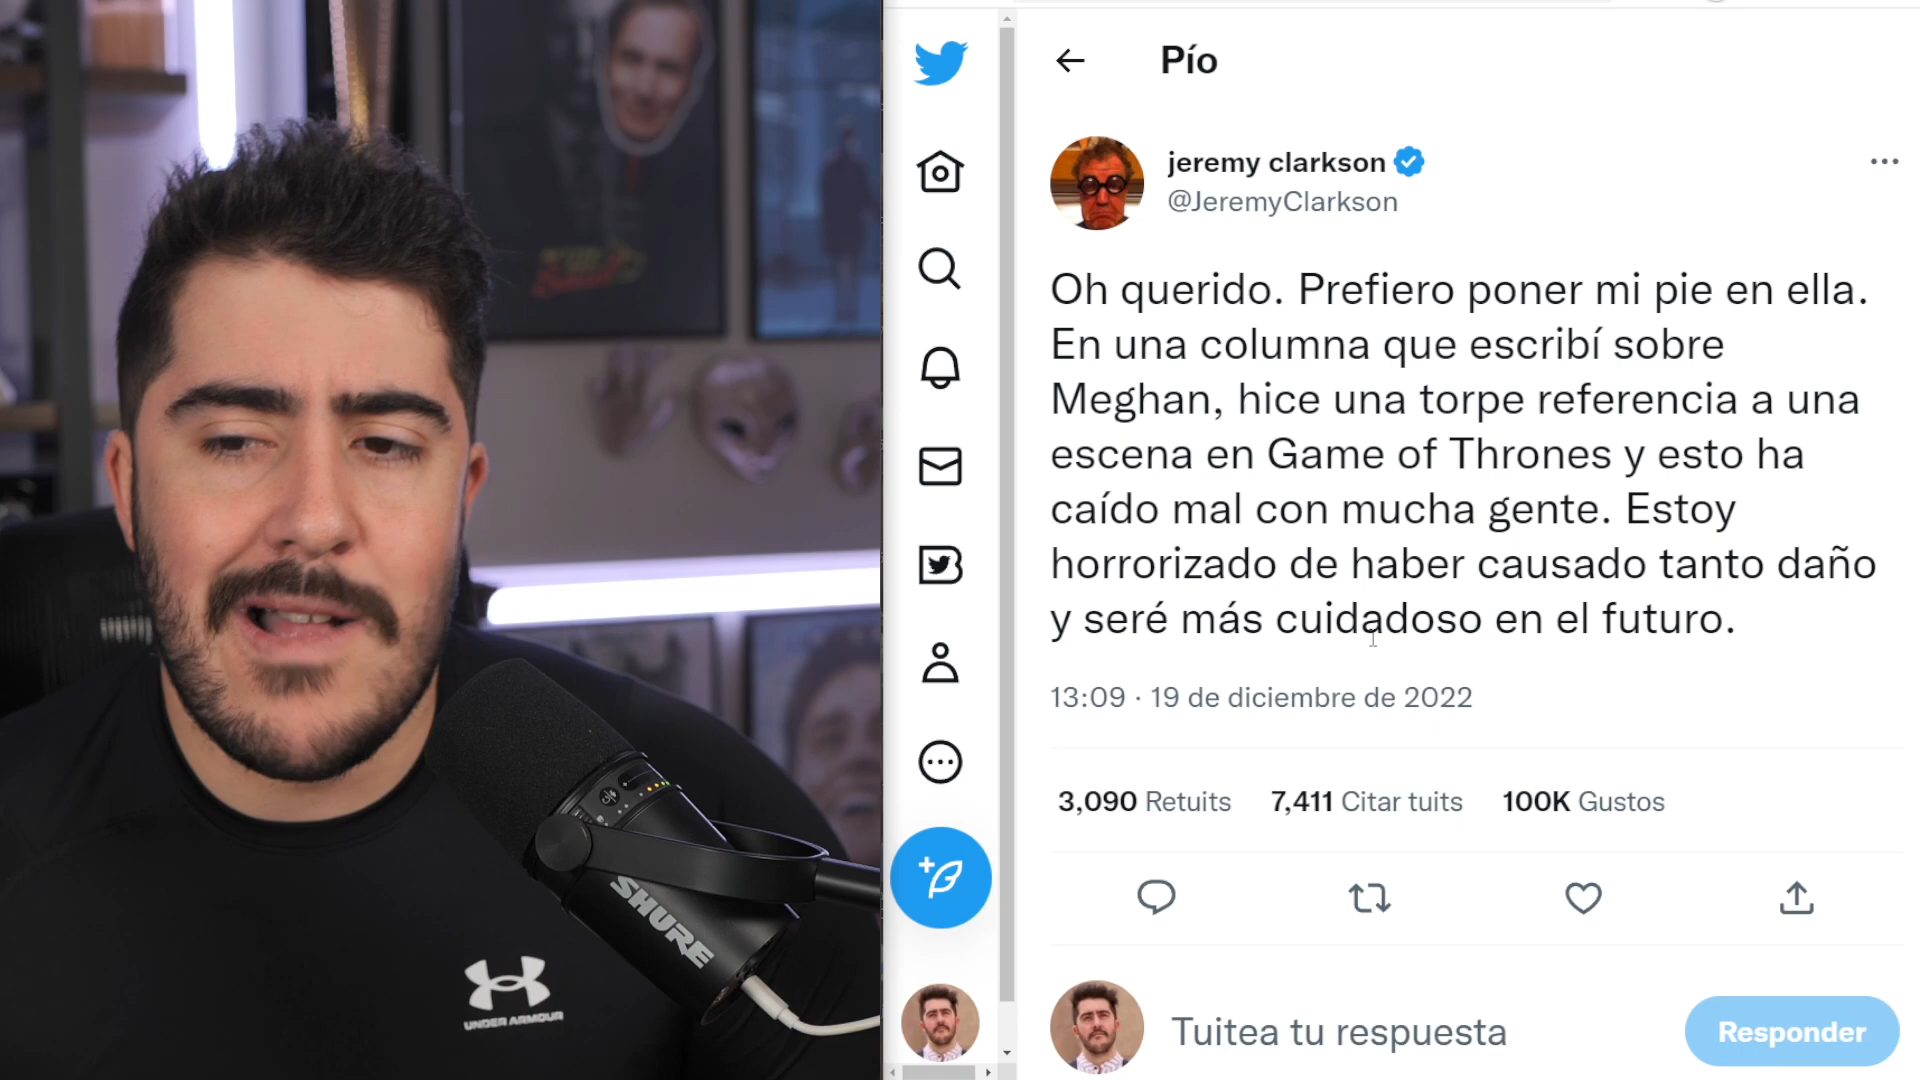 Pío
jeremy clarkson
@JeremyClarkson
Oh querido. Prefiero poner mi pie en ella.
En una columna que escribí sobre
Meghan, hice una torpe referencia a una
escena en Game of Thrones y esto ha
caído mal con mucha gente. Estoy
horrorizado de haber causado tanto daño
y seré más cuidadoso en el futuro.
13:09 · 19 de diciembre de 2022
3,090 Retuits 7,411 Citar tuits 100K Gustos
Tuitea tu respuesta
Responder
SHURE
UNDER ARMOUR